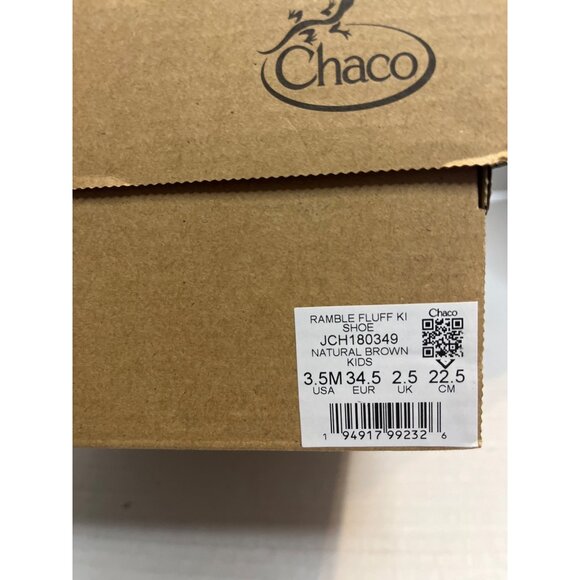 Chaco
RAMBLE FLUFF KI
SHOE
JCH180349
NATURAL BROWN
KIDS
Chaco
3.5M 34.5 2.5 22.5
USA EUR UK CM
1 94917 99232 6